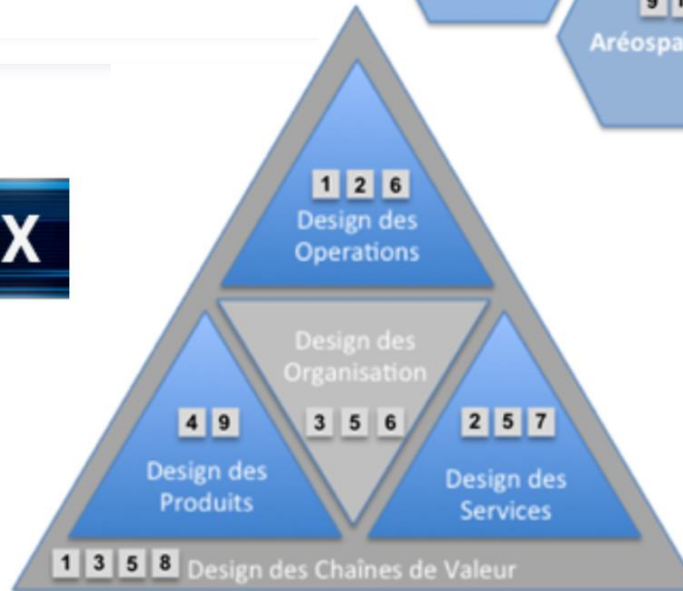 9
Aréospa
X
1 2 6
Design des
Operations
Design des
Organisation
3 5 6
4 9
Design des
Produits
2 5 7
Design des
Services
1 3 5 8 Design des Chaînes de Valeur